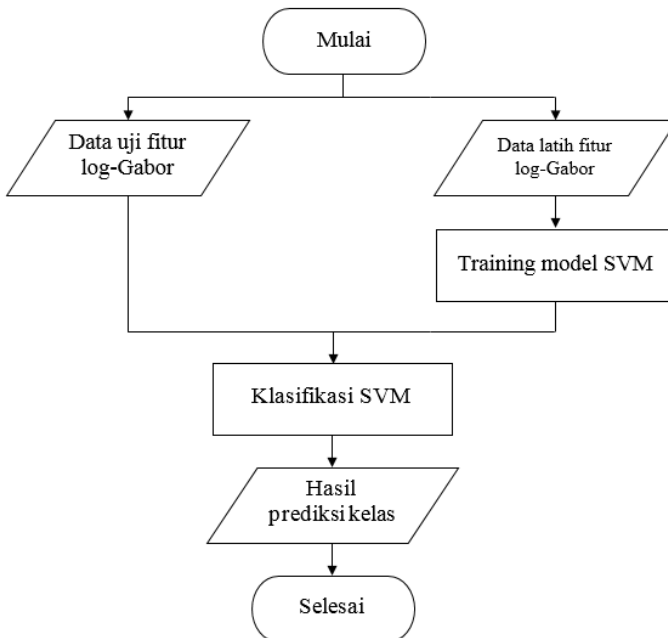 Mulai
Data uji fitur
log-Gabor
Data latih fitur
log-Gabor
Training model SVM
Klasifikasi SVM
Hasil
prediksi kelas
Selesai